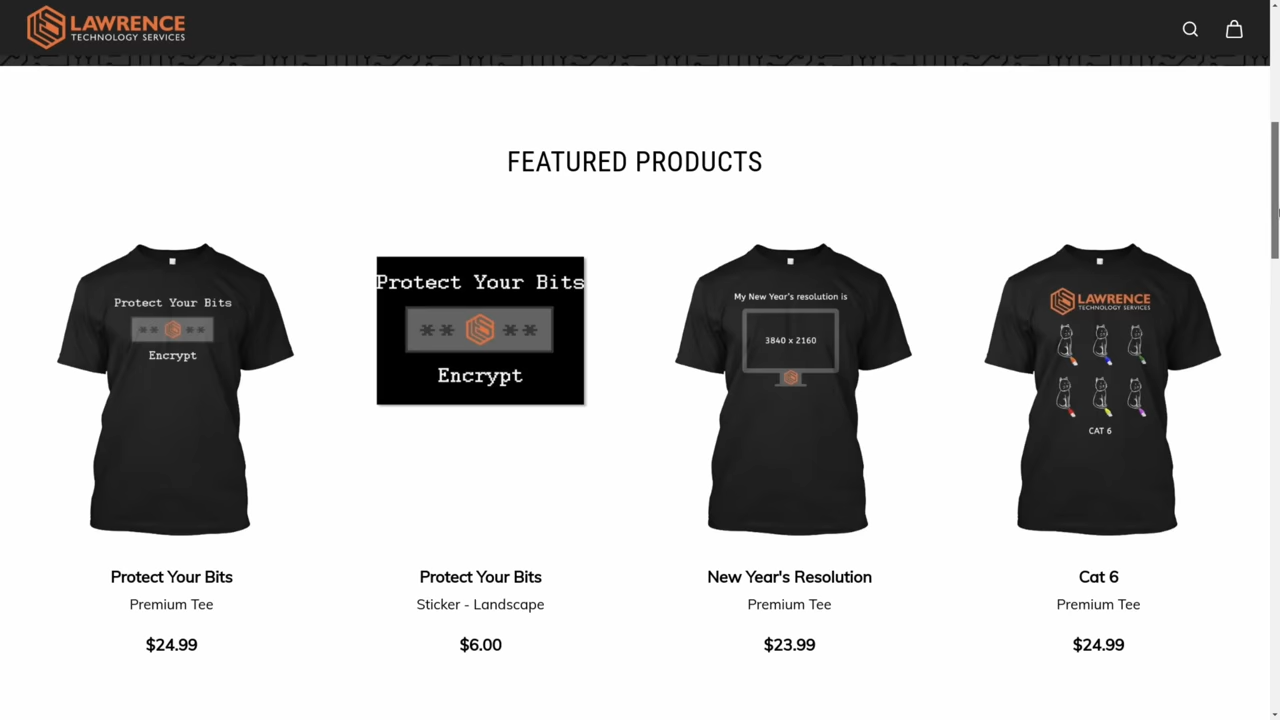 LAWRENCE
TECHNOLOGY SERVICES
FEATURED PRODUCTS
Protect Your Bits
** **
Encrypt
Protect Your Bits
** **
Encrypt
My New Year's resolution is
3840 x 2160
LAWRENCE
TECHNOLOGY SERVICES
CAT 6
Protect Your Bits
Premium Tee
$24.99
Protect Your Bits
Sticker - Landscape
$6.00
New Year's Resolution
Premium Tee
$23.99
Cat 6
Premium Tee
$24.99